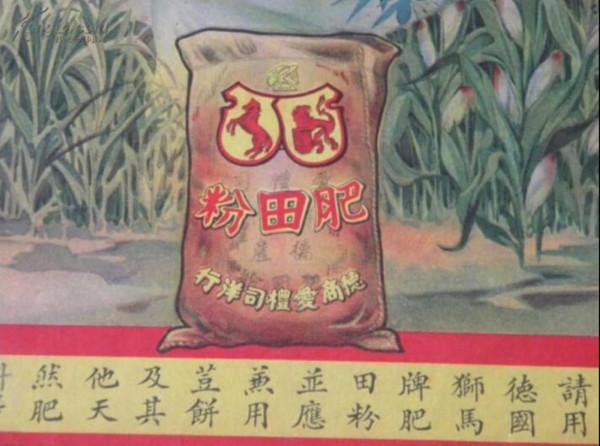 肥田粉
德商愛禮司洋行
請用德國獅馬牌肥田粉並應兼用荳餅及其他天然肥